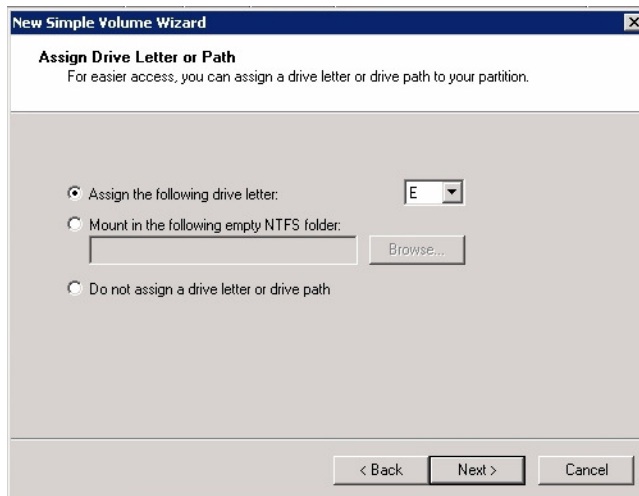 New Simple Volume Wizard
Assign Drive Letter or Path
For easier access, you can assign a drive letter or drive path to your partition.
Assign the following drive letter: E
Mount in the following empty NTFS folder:
Browse...
Do not assign a drive letter or drive path
< Back Next > Cancel